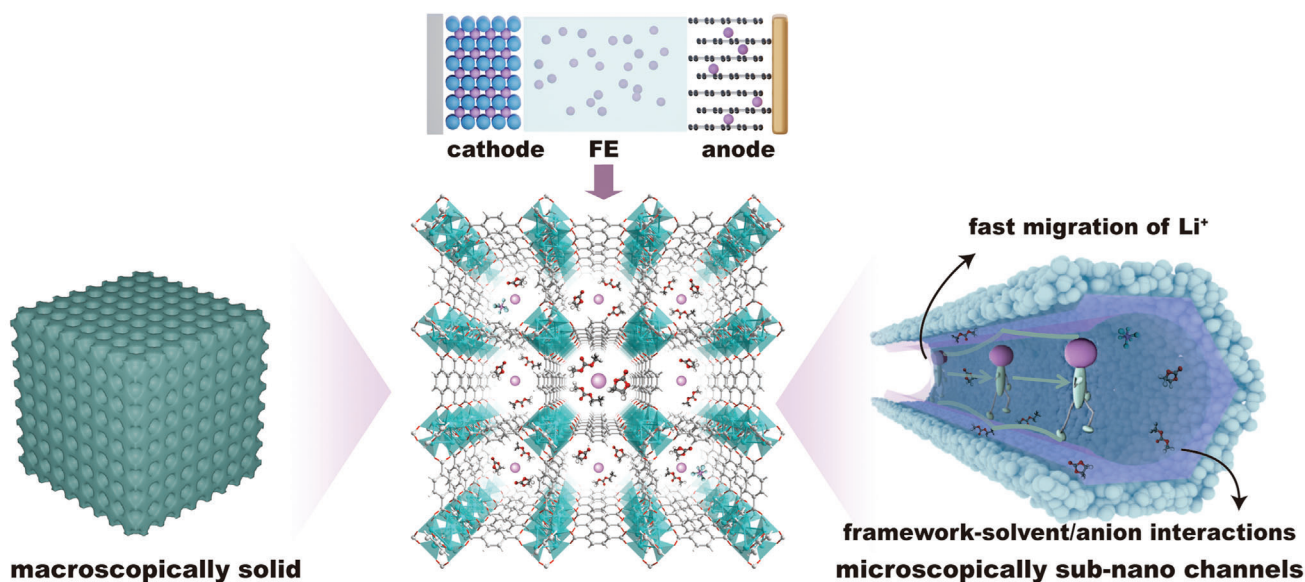 cathode FE anode
fast migration of Li⁺
framework-solvent/anion interactions
macroscopically solid
microscopically sub-nano channels